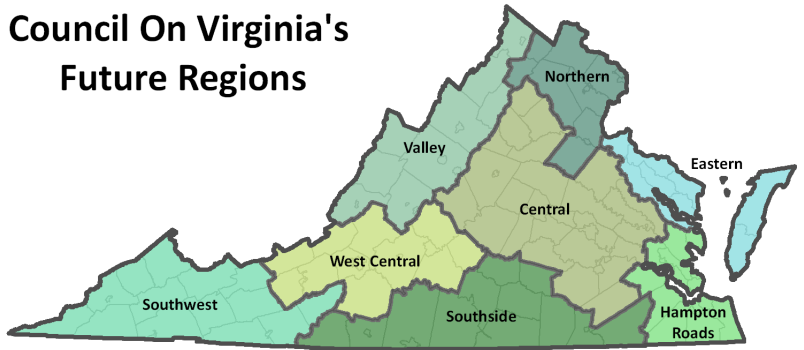 Council On Virginia's
Future Regions
Northern
Valley
Eastern
Central
West Central
Southwest
Southside
Hampton
Roads